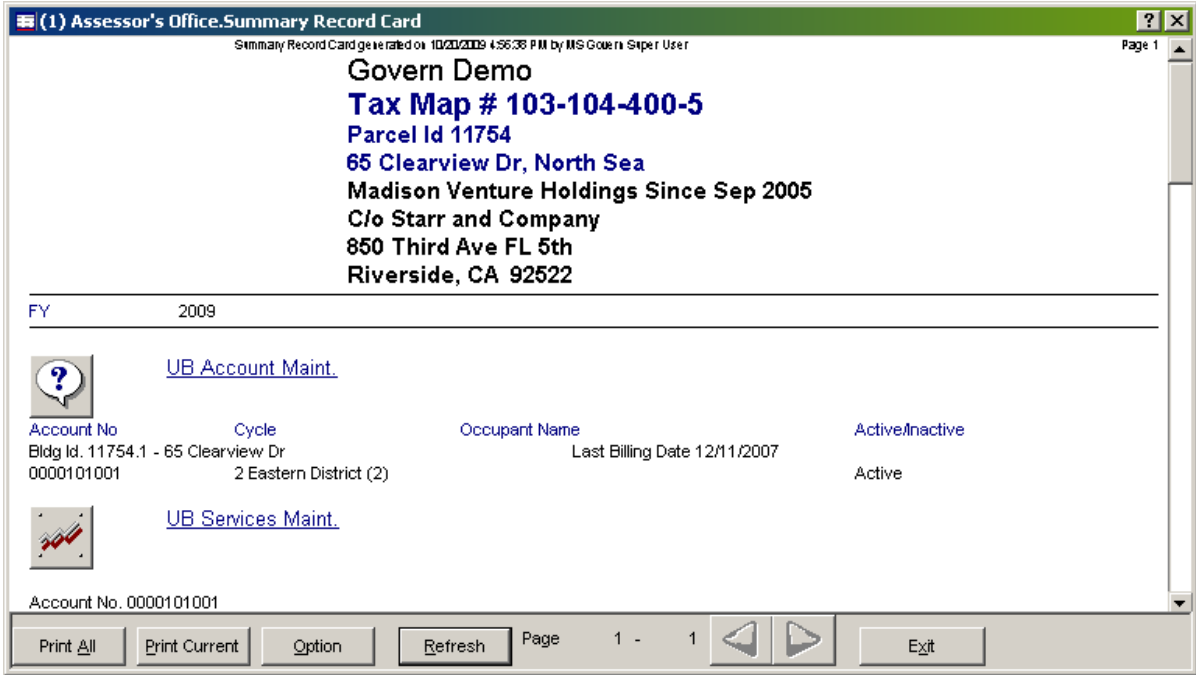 (1) Assessor's Office.Summary Record Card
Summary Record Card generated on 10/20/2009 4:56:38 PM by MS Govern Super User
Page 1
Govern Demo
Tax Map # 103-104-400-5
Parcel Id 11754
65 Clearview Dr, North Sea
Madison Venture Holdings Since Sep 2005
C/o Starr and Company
850 Third Ave FL 5th
Riverside, CA 92522
FY 2009
UB Account Maint.
Account No Cycle Occupant Name Active/Inactive
Bldg Id. 11754.1 - 65 Clearview Dr Last Billing Date 12/11/2007
0000101001 2 Eastern District (2) Active
UB Services Maint.
Account No. 0000101001
Print All Print Current Option Refresh Page 1 - 1 Exit